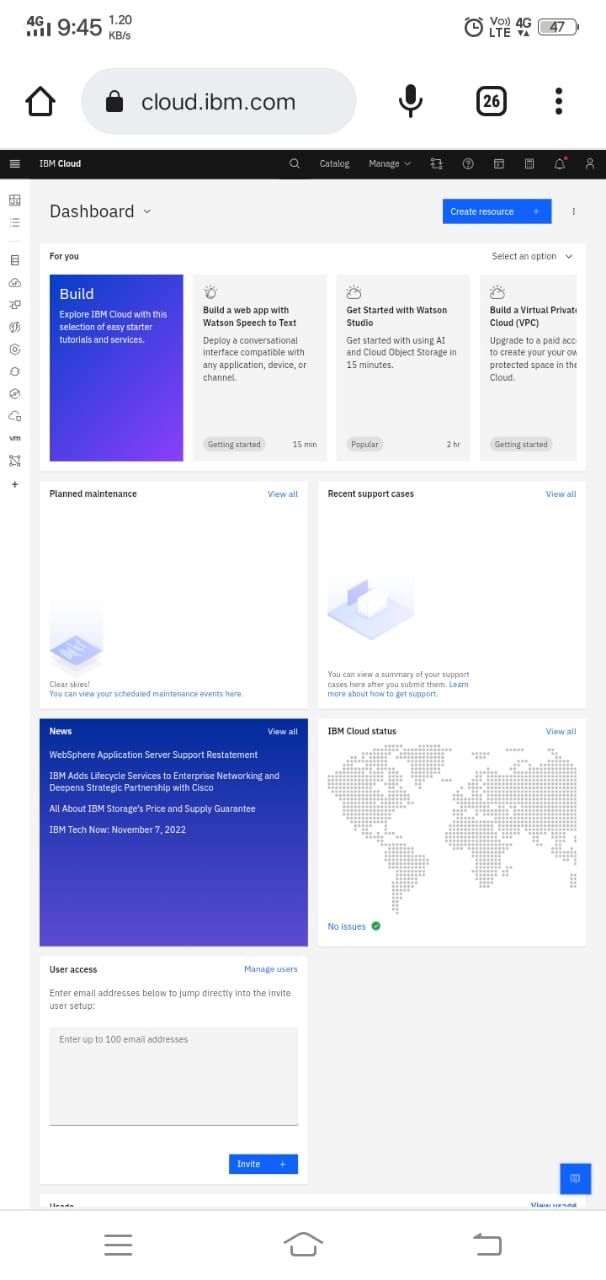 4G 9:45 1.20 KB/s
Vo)) LTE 4G 47
cloud.ibm.com 26
IBM Cloud Catalog Manage
Dashboard
Create resource +
For you
Select an option
Build
Explore IBM Cloud with this
selection of easy starter
tutorials and services.
Build a web app with
Watson Speech to Text
Deploy a conversational
interface compatible with
any application, device, or
channel.
Getting started 15 min
Get Started with Watson
Studio
Get started with using AI
and Cloud Object Storage in
15 minutes.
Popular 2 hr
Build a Virtual Privat
Cloud (VPC)
Upgrade to a paid acc
to create your your ow
protected space in the
Cloud.
Getting started
vm
+
Planned maintenance View all
Clear skies!
You can view your scheduled maintenance events here.
Recent support cases View all
You can view a summary of your support
cases here after you submit them. Learn
more about how to get support.
News View all
WebSphere Application Server Support Restatement
IBM Adds Lifecycle Services to Enterprise Networking and
Deepens Strategic Partnership with Cisco
All About IBM Storage's Price and Supply Guarantee
IBM Tech Now: November 7, 2022
IBM Cloud status View all
No issues
User access Manage users
Enter email addresses below to jump directly into the invite
user setup:
Enter up to 100 email addresses
Invite +
Usage View usage